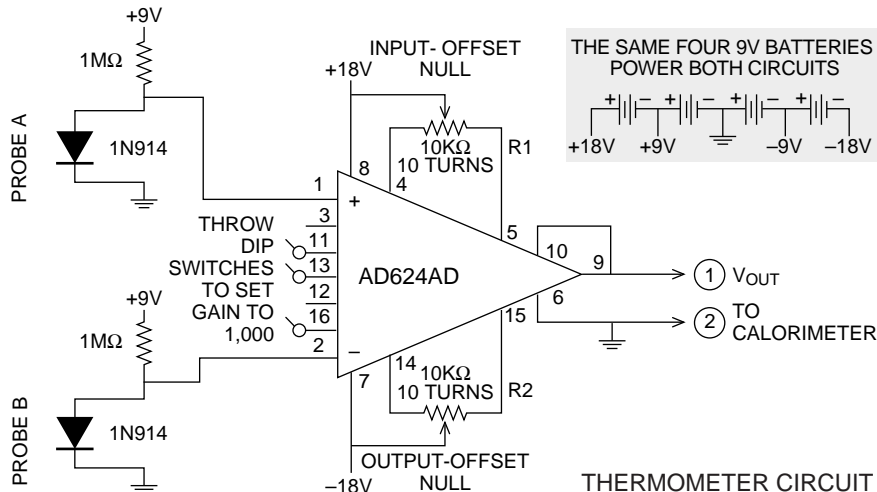 +9V
1MΩ
PROBE A
1N914
+9V
1MΩ
PROBE B
1N914
INPUT- OFFSET
NULL
+18V
8
4
10KΩ
10 TURNS
R1
1
+
3
THROW
DIP
11
SWITCHES
13
TO SET
12
GAIN TO
16
1,000
2
–
AD624AD
5
10
9
6
15
14
7
10KΩ
10 TURNS
R2
–18V
OUTPUT-OFFSET
NULL
1 VOUT
2 TO
CALORIMETER
THE SAME FOUR 9V BATTERIES
POWER BOTH CIRCUITS
+ – + – + – + –
+18V +9V –9V –18V
THERMOMETER CIRCUIT